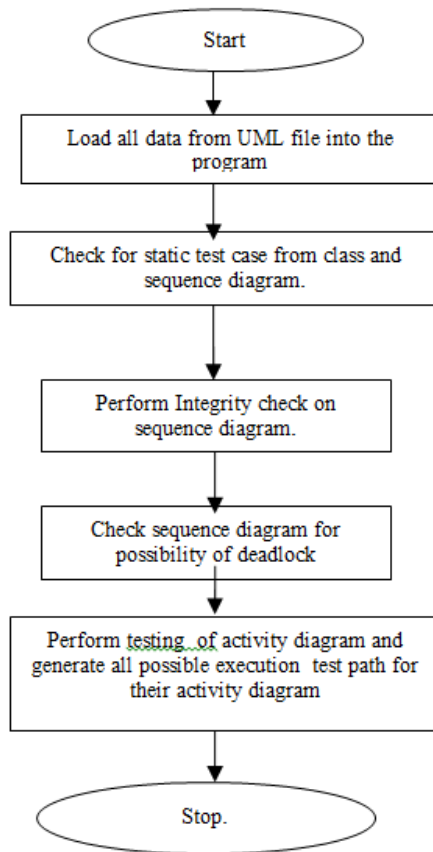 Start
Load all data from UML file into the
program
Check for static test case from class and
sequence diagram.
Perform Integrity check on
sequence diagram.
Check sequence diagram for
possibility of deadlock
Perform testing of activity diagram and
generate all possible execution test path for
their activity diagram
Stop.